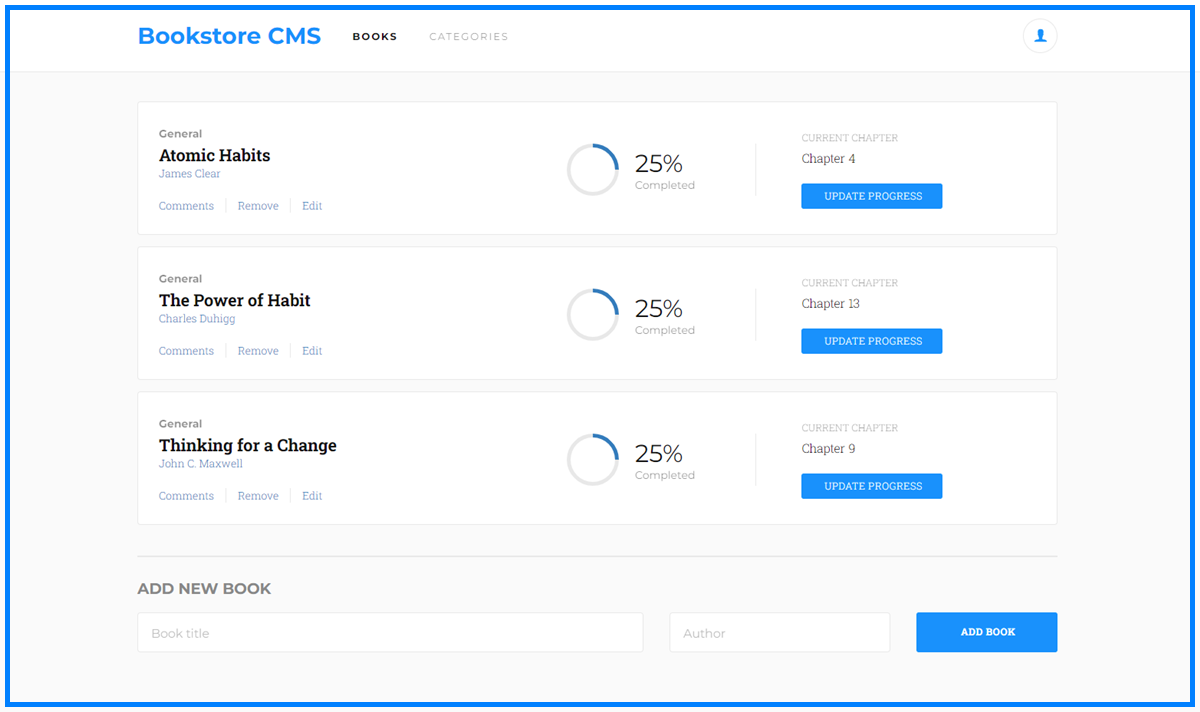 Bookstore CMS BOOKS CATEGORIES
General
Atomic Habits
James Clear
Comments Remove Edit
25%
Completed
CURRENT CHAPTER
Chapter 4
UPDATE PROGRESS
General
The Power of Habit
Charles Duhigg
Comments Remove Edit
25%
Completed
CURRENT CHAPTER
Chapter 13
UPDATE PROGRESS
General
Thinking for a Change
John C. Maxwell
Comments Remove Edit
25%
Completed
CURRENT CHAPTER
Chapter 9
UPDATE PROGRESS
ADD NEW BOOK
Book title Author ADD BOOK